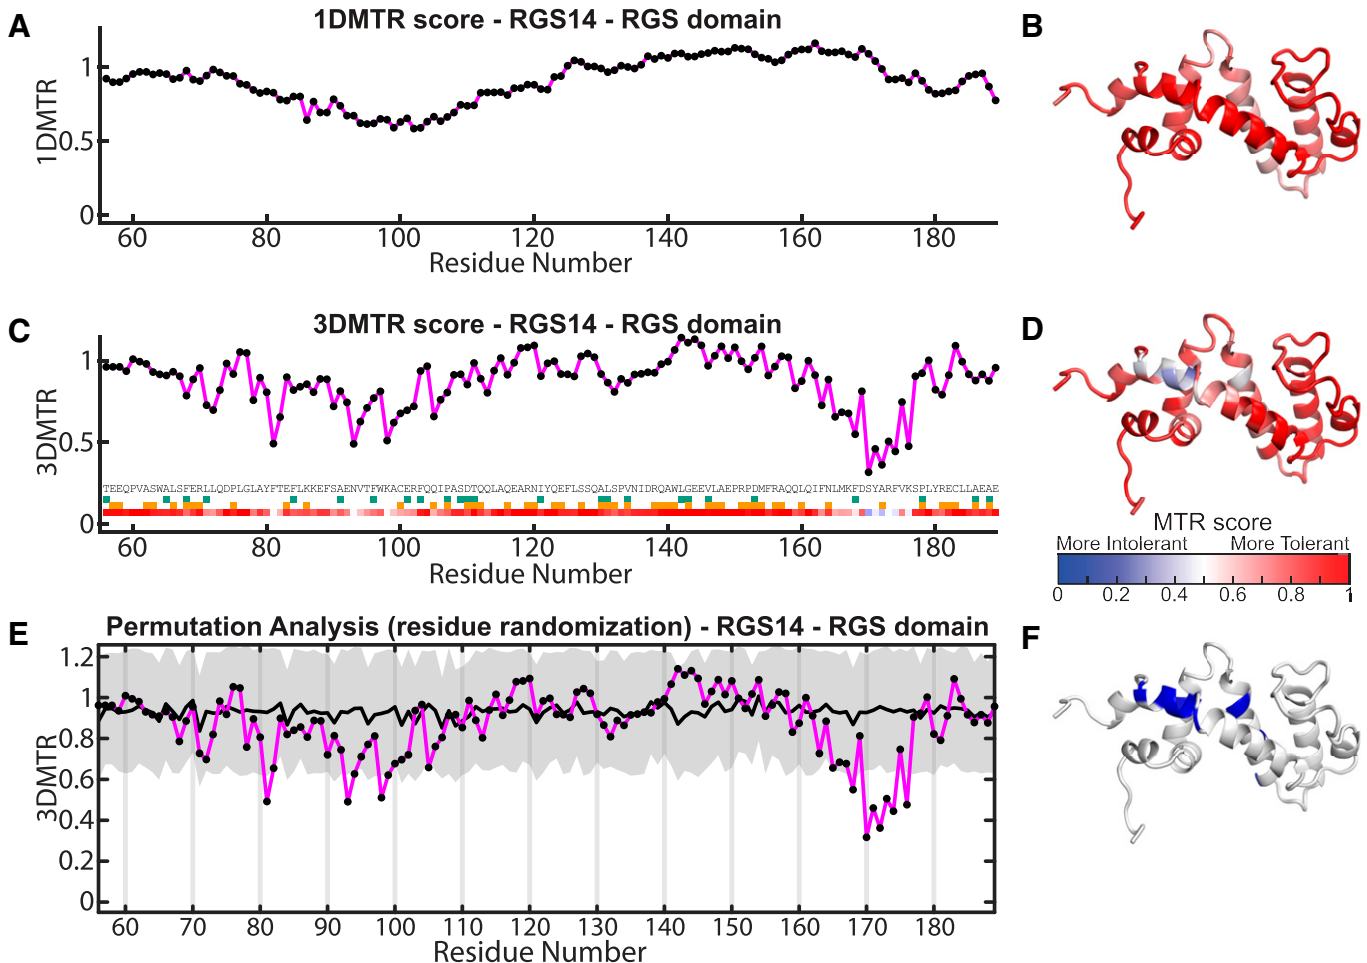 A
1DMTR score - RGS14 - RGS domain
1DMTR
1
0.5
0
60 80 100 120 140 160 180
Residue Number
B
C
3DMTR score - RGS14 - RGS domain
3DMTR
1
0.5
0
TEEQPVASWALSFERLLQDPLGLAYFTEFLKKEFSAENVTFWKACERFQQIPASDTQQLAQEARNIYQEFLSSQALSPVNIDRQAWLGEEVLAEPRPDMFRAQQLQIFNLMKFDSYARFVKSPLYRECLLAEAE
60 80 100 120 140 160 180
Residue Number
D
MTR score
More Intolerant More Tolerant
0 0.2 0.4 0.6 0.8 1
E
Permutation Analysis (residue randomization) - RGS14 - RGS domain
3DMTR
1.2
1
0.8
0.6
0.4
0.2
0
60 70 80 90 100 110 120 130 140 150 160 170 180
Residue Number
F